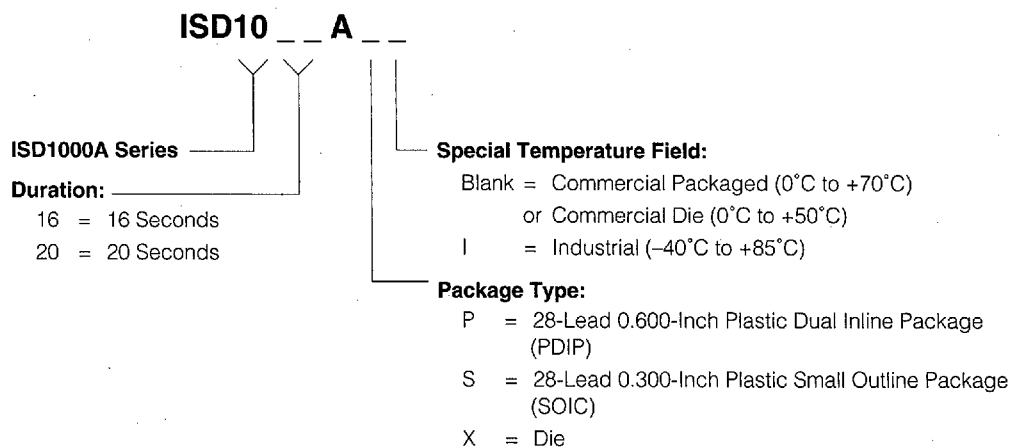 ISD10 _ _ A _ _
ISD1000A Series
Duration:
16 = 16 Seconds
20 = 20 Seconds
Special Temperature Field:
Blank = Commercial Packaged (0°C to +70°C)
or Commercial Die (0°C to +50°C)
I = Industrial (–40°C to +85°C)
Package Type:
P = 28-Lead 0.600-Inch Plastic Dual Inline Package
(PDIP)
S = 28-Lead 0.300-Inch Plastic Small Outline Package
(SOIC)
X = Die